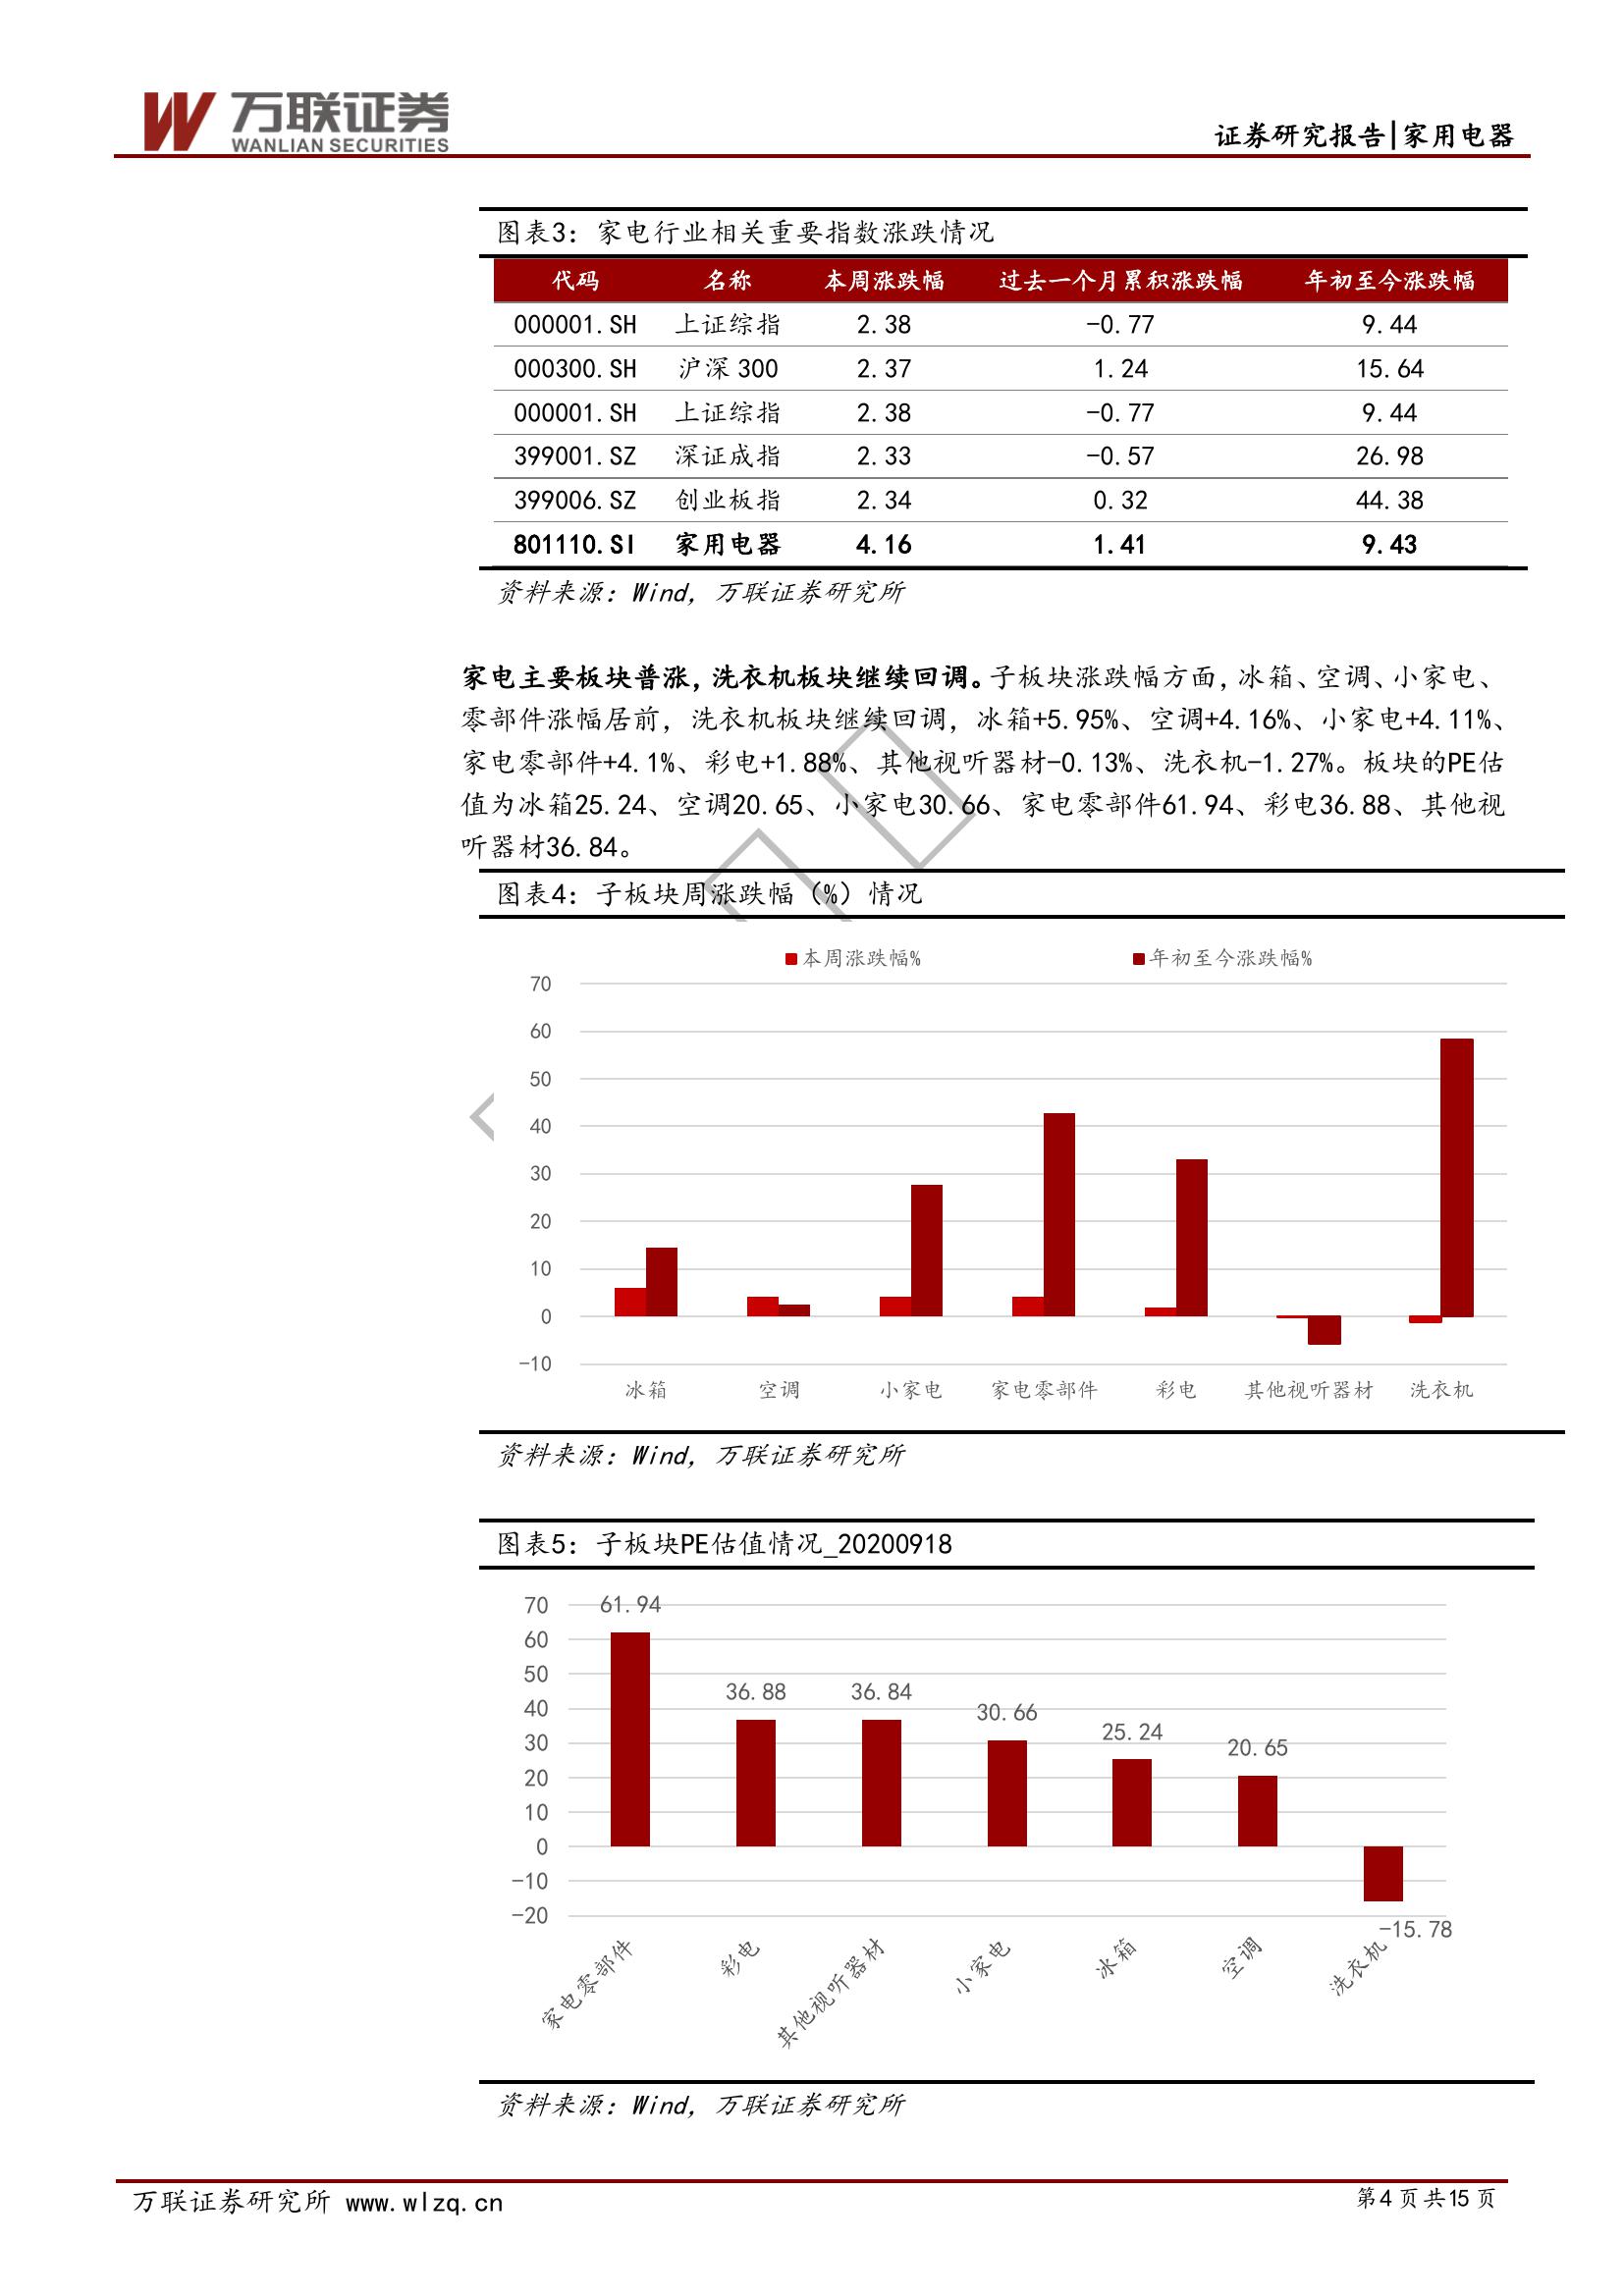 万联证券
WANLIAN SECURITIES
证券研究报告|家用电器
图表3：家电行业相关重要指数涨跌情况
代码 名称 本周涨跌幅 过去一个月累积涨跌幅 年初至今涨跌幅
000001.SH 上证综指 2.38 -0.77 9.44
000300.SH 沪深300 2.37 1.24 15.64
000001.SH 上证综指 2.38 -0.77 9.44
399001.SZ 深证成指 2.33 -0.57 26.98
399006.SZ 创业板指 2.34 0.32 44.38
801110.SI 家用电器 4.16 1.41 9.43
资料来源：Wind，万联证券研究所
家电主要板块普涨，洗衣机板块继续回调。子板块涨跌幅方面，冰箱、空调、小家电、
零部件涨幅居前，洗衣机板块继续回调，冰箱+5.95%、空调+4.16%、小家电+4.11%、
家电零部件+4.1%、彩电+1.88%、其他视听器材-0.13%、洗衣机-1.27%。板块的PE估
值为冰箱25.24、空调20.65、小家电30.66、家电零部件61.94、彩电36.88、其他视
听器材36.84。
图表4：子板块周涨跌幅（%）情况
本周涨跌幅% 年初至今涨跌幅%
70
60
50
40
30
20
10
0
-10
冰箱 空调 小家电 家电零部件 彩电 其他视听器材 洗衣机
资料来源：Wind，万联证券研究所
图表5：子板块PE估值情况_20200918
70
60
50
40
30
20
10
0
-10
-20
61.94
36.88
36.84
30.66
25.24
20.65
-15.78
家电零部件 彩电 其他视听器材 小家电 冰箱 空调 洗衣机
资料来源：Wind，万联证券研究所
万联证券研究所 www.wlzq.cn
第4页共15页